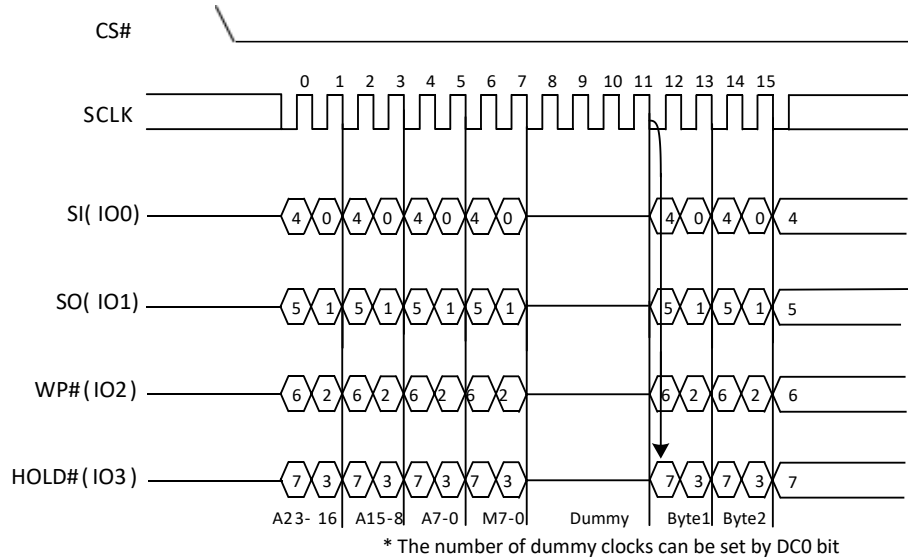 CS#
0 1 2 3 4 5 6 7 8 9 10 11 12 13 14 15
SCLK
SI( IO0) 4 0 4 0 4 0 4 0 4 0 4 0 4
SO( IO1) 5 1 5 1 5 1 5 1 5 1 5 1 5
WP# ( IO2) 6 2 6 2 6 2 6 2 6 2 6 2 6
HOLD# ( IO3) 7 3 7 3 7 3 7 3 7 3 7 3 7
A23- 16 A15-8 A7-0 M7-0 Dummy Byte1 Byte2
* The number of dummy clocks can be set by DC0 bit